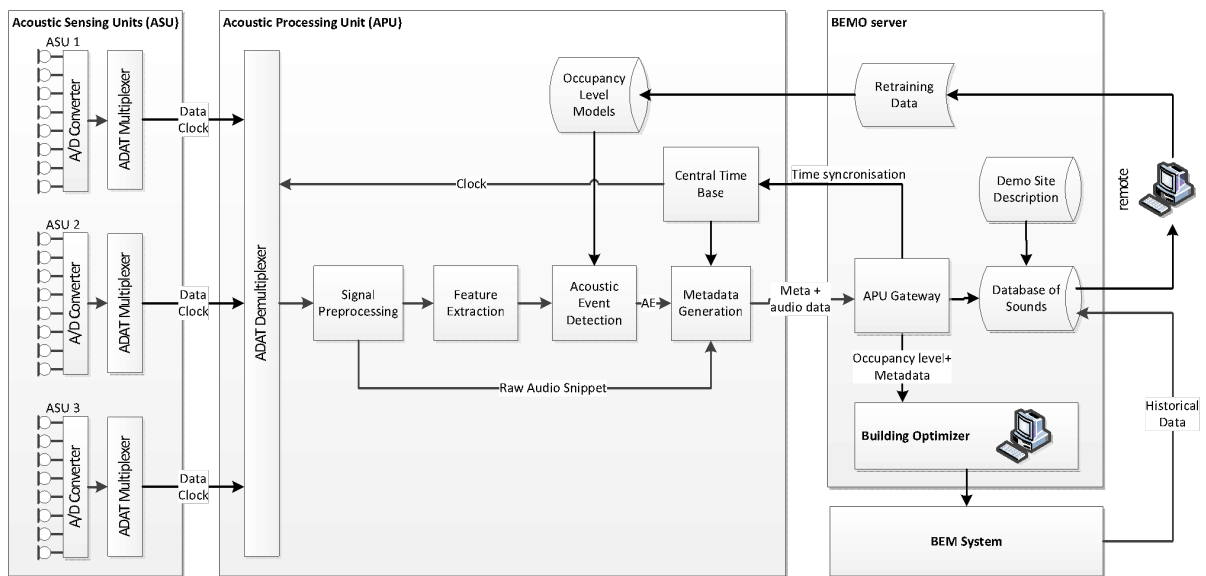 Acoustic Sensing Units (ASU)
ASU 1
A/D Converter
ADAT Multiplexer
Data
Clock
ASU 2
A/D Converter
ADAT Multiplexer
Data
Clock
ASU 3
A/D Converter
ADAT Multiplexer
Data
Clock
Acoustic Processing Unit (APU)
ADAT Demultiplexer
Occupancy
Level
Models
Clock
Central Time
Base
Time syncronisation
Signal
Preprocessing
Feature
Extraction
Acoustic
Event
Detection
AE
Metadada
Generation
Raw Audio Snippet
Meta +
audio data
BEMO server
Retraining
Data
Demo Site
Description
APU Gateway
Database of
Sounds
Occupancy level+
Metadata
Building Optimizer
BEM System
remote
Historical
Data